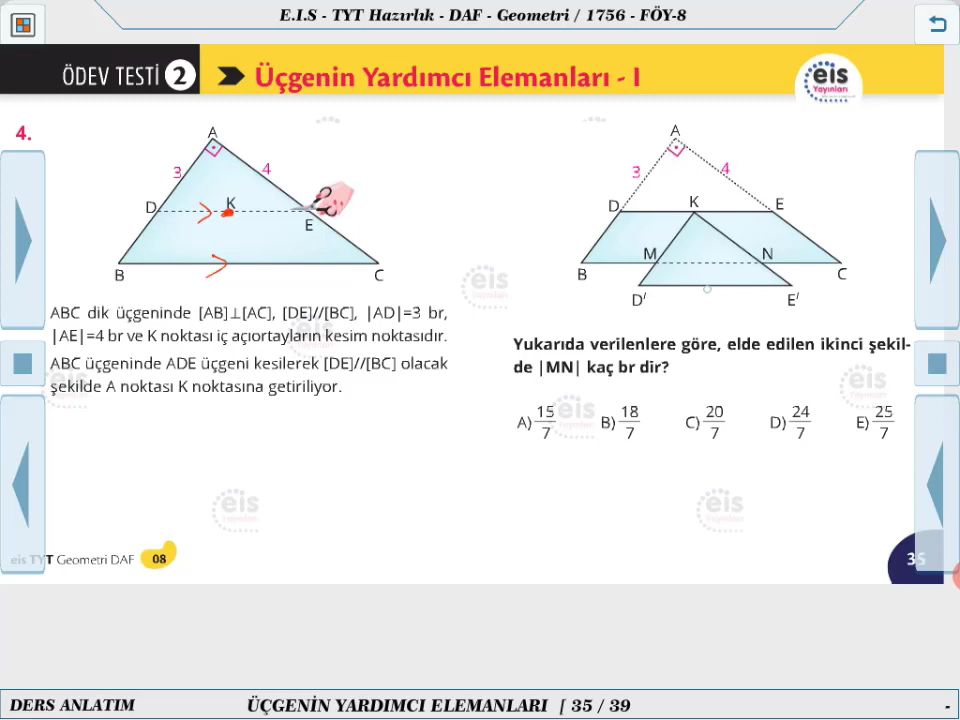 E.I.S - TYT Hazırlık - DAF - Geometri / 1756 - FÖY-8
ÖDEV TESTİ 2
Üçgenin Yardımcı Elemanları - I
eis
Yayınları
4.
A
3
4
D
K
E
B
C
A
3
4
D
K
E
M
N
B
C
D'
E'
ABC dik üçgeninde [AB]⊥[AC], [DE]//[BC], |AD|=3 br,
|AE|=4 br ve K noktası iç açıortayların kesim noktasıdır.
ABC üçgeninde ADE üçgeni kesilerek [DE]//[BC] olacak
şekilde A noktası K noktasına getiriliyor.
Yukarıda verilenlere göre, elde edilen ikinci şekil-
de |MN| kaç br dir?
A) 15/7 B) 18/7 C) 20/7 D) 24/7 E) 25/7
eis TYT Geometri DAF 08
DERS ANLATIM
ÜÇGENİN YARDIMCI ELEMANLARI [ 35 / 39
-